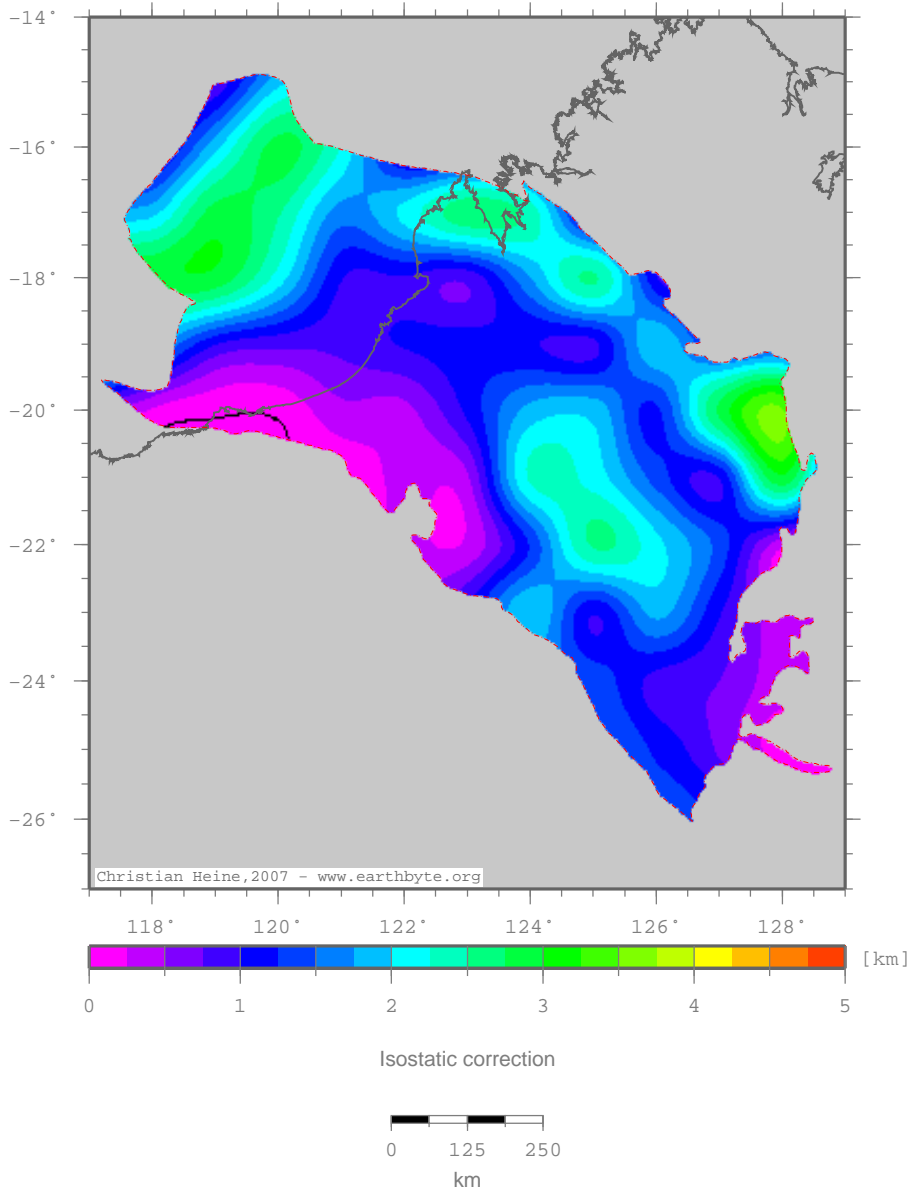 −14°
−16°
−18°
−20°
−22°
−24°
−26°
Christian Heine,2007 − www.earthbyte.org
118° 120° 122° 124° 126° 128°
[km]
0 1 2 3 4 5
Isostatic correction
0 125 250
km